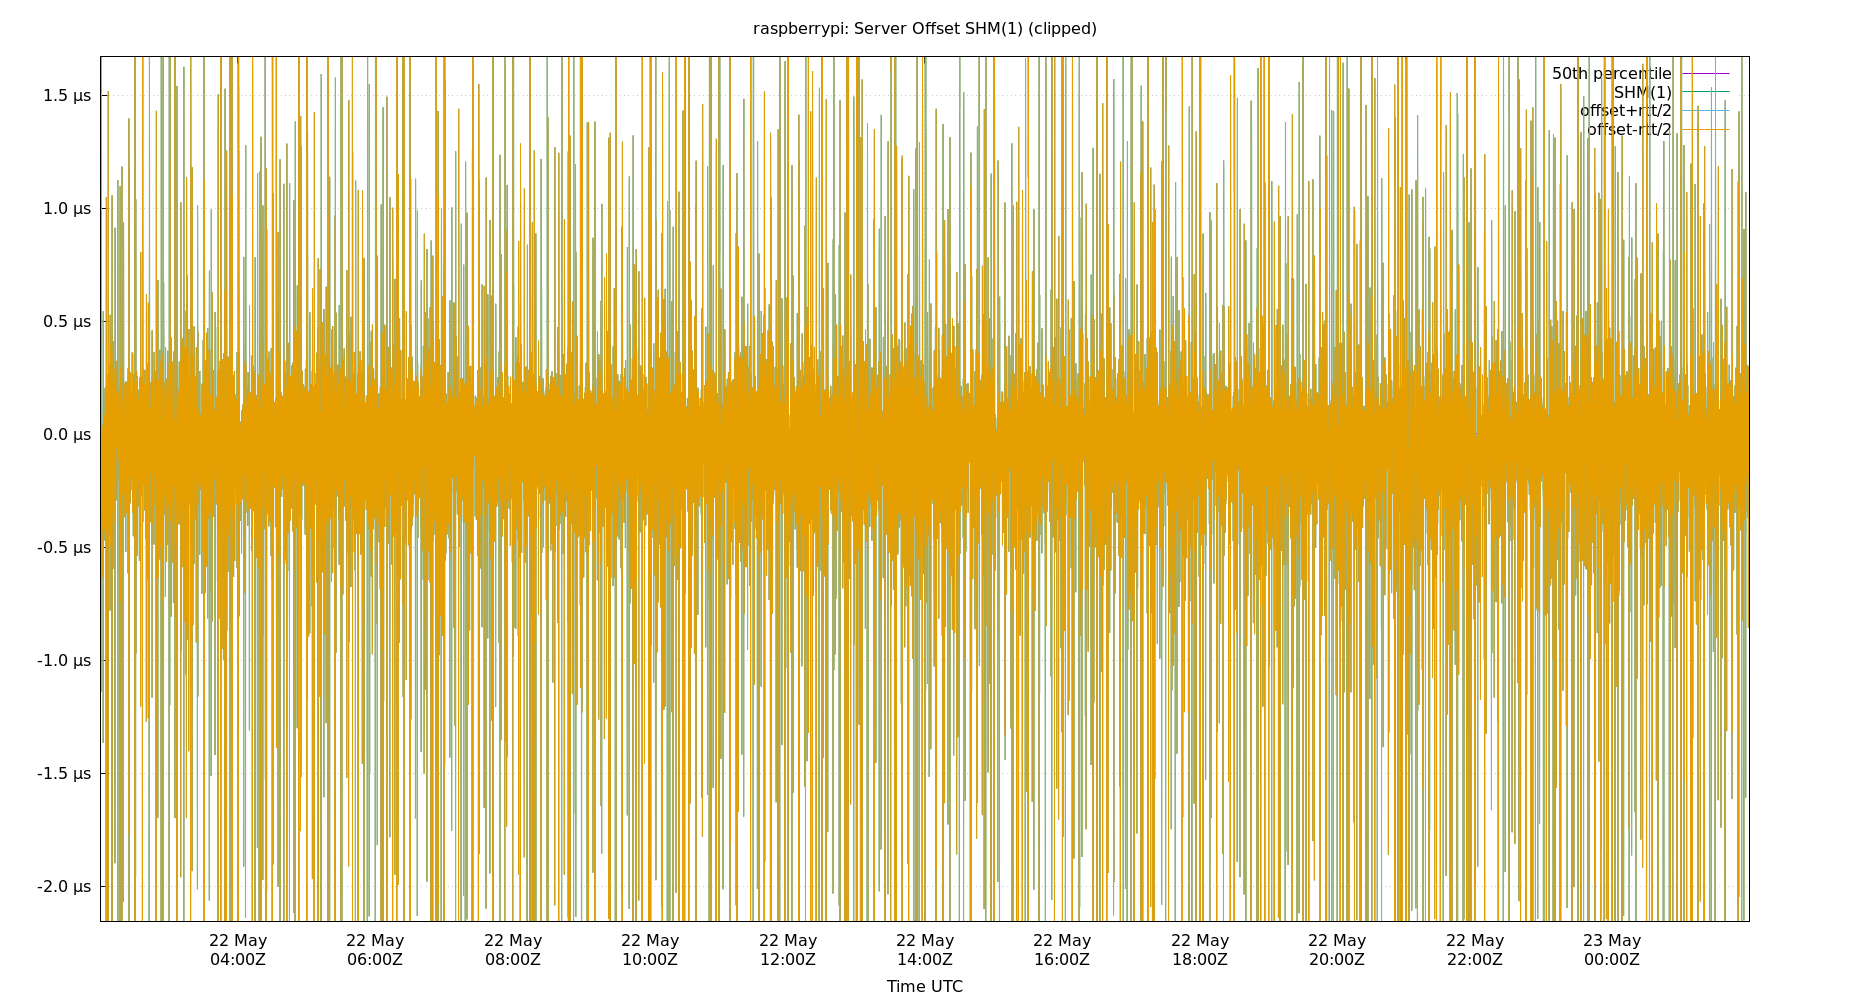 raspberrypi: Server Offset SHM(1) (clipped)
50th percentile
SHM(1)
offset+rtt/2
offset-rtt/2
1.5 µs
1.0 µs
0.5 µs
0.0 µs
-0.5 µs
-1.0 µs
-1.5 µs
-2.0 µs
22 May 22 May 22 May 22 May 22 May 22 May 22 May 22 May 22 May 22 May 23 May
04:00Z 06:00Z 08:00Z 10:00Z 12:00Z 14:00Z 16:00Z 18:00Z 20:00Z 22:00Z 00:00Z
Time UTC